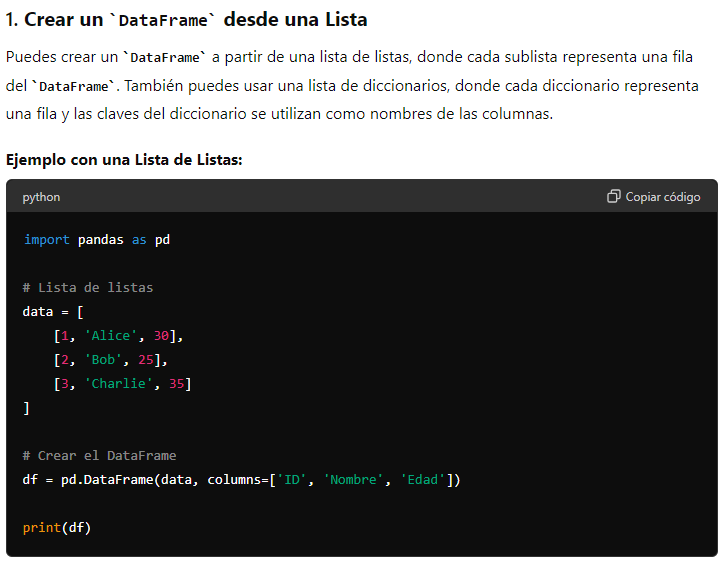 1. Crear un `DataFrame` desde una Lista
Puedes crear un `DataFrame` a partir de una lista de listas, donde cada sublista representa una fila
del `DataFrame`. También puedes usar una lista de diccionarios, donde cada diccionario representa
una fila y las claves del diccionario se utilizan como nombres de las columnas.
Ejemplo con una Lista de Listas:
python Copiar código
import pandas as pd
# Lista de listas
data = [
    [1, 'Alice', 30],
    [2, 'Bob', 25],
    [3, 'Charlie', 35]
]
# Crear el DataFrame
df = pd.DataFrame(data, columns=['ID', 'Nombre', 'Edad'])
print(df)